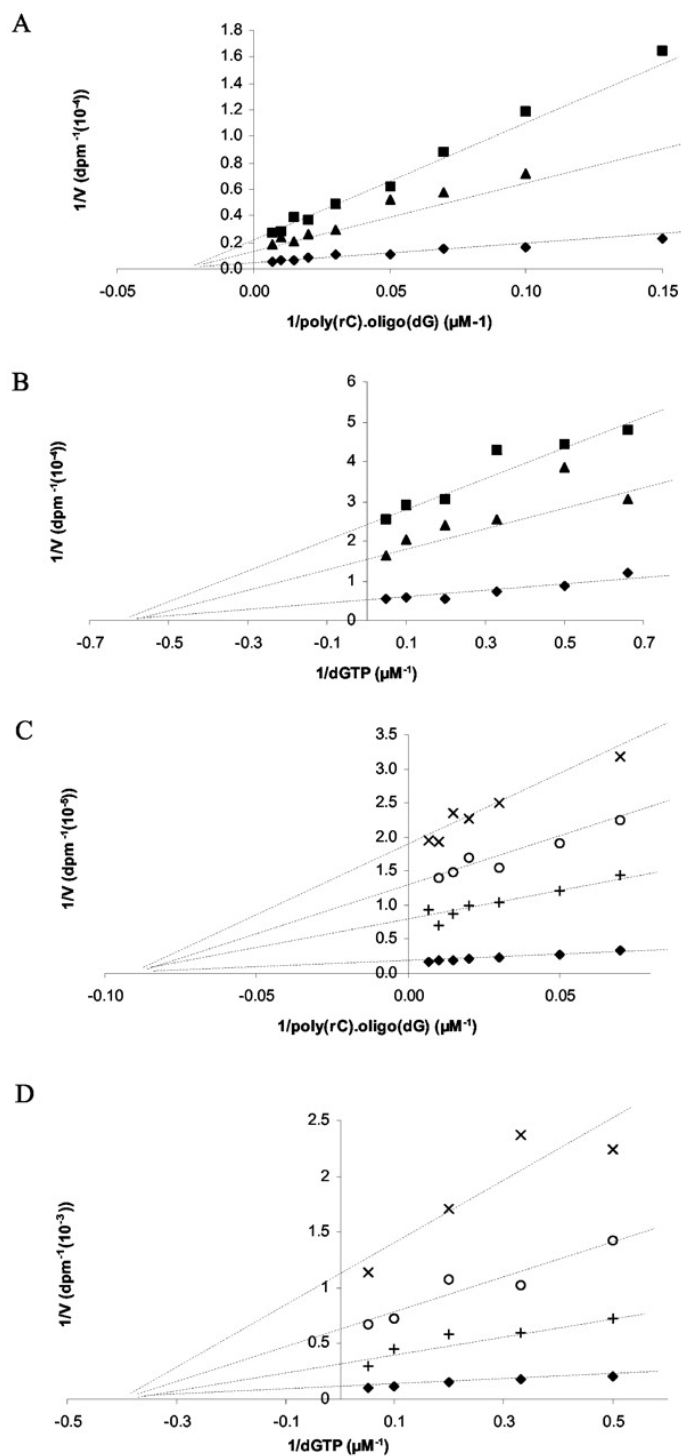 A
1/V (dpm⁻¹(10⁻⁴)
1.8
1.6
1.4
1.2
1.0
0.8
0.6
0.4
0.2
0.0
-0.05 0.00 0.05 0.10 0.15
1/poly(rC).oligo(dG) (µM-1)
B
1/V (dpm⁻¹(10⁻⁴)
6
5
4
3
2
1
0
-0.7 -0.5 -0.3 -0.1 0.1 0.3 0.5 0.7
1/dGTP (µM⁻¹)
C
1/V (dpm⁻¹(10⁻⁵)
3.5
3.0
2.5
2.0
1.5
1.0
0.5
0.0
-0.10 -0.05 0.00 0.05
1/poly(rC).oligo(dG) (µM⁻¹)
D
1/V (dpm⁻¹(10⁻³)
2.5
2
1.5
1
0.5
0
-0.5 -0.3 -0.1 0.1 0.3 0.5
1/dGTP (µM⁻¹)